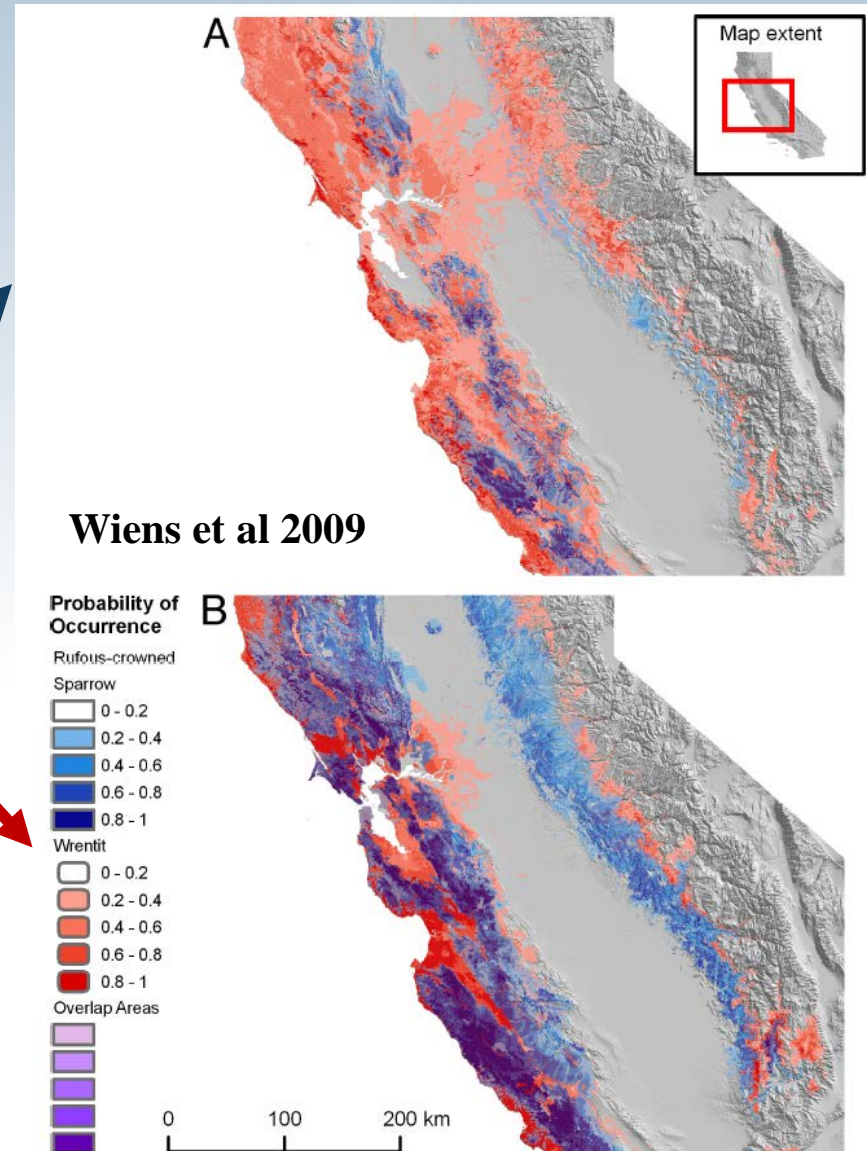 A
Map extent
Wiens et al 2009
B
Probability of
Occurrence
Rufous-crowned
Sparrow
0 - 0.2
0.2 - 0.4
0.4 - 0.6
0.6 - 0.8
0.8 - 1
Wrentit
0 - 0.2
0.2 - 0.4
0.4 - 0.6
0.6 - 0.8
0.8 - 1
Overlap Areas
0 100 200 km